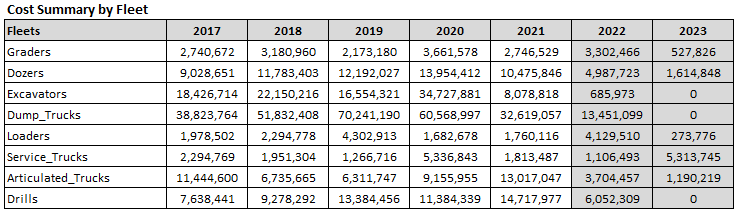 Cost Summary by Fleet
Fleets 2017 2018 2019 2020 2021 2022 2023
Graders 2,740,672 3,180,960 2,173,180 3,661,578 2,746,529 3,302,466 527,826
Dozers 9,028,651 11,783,403 12,192,027 13,954,412 10,475,846 4,987,723 1,614,848
Excavators 18,426,714 22,150,216 16,554,321 34,727,881 8,078,818 685,973 0
Dump_Trucks 38,823,764 51,832,408 70,241,190 60,568,997 32,619,057 13,451,099 0
Loaders 1,978,502 2,294,778 4,302,913 1,682,678 1,760,116 4,129,510 273,776
Service_Trucks 2,294,769 1,951,304 1,266,716 5,336,843 1,813,487 1,106,493 5,313,745
Articulated_Trucks 11,444,600 6,735,665 6,311,747 9,155,955 13,017,047 3,704,457 1,190,219
Drills 7,638,441 9,278,292 13,384,456 11,384,339 14,717,977 6,052,309 0